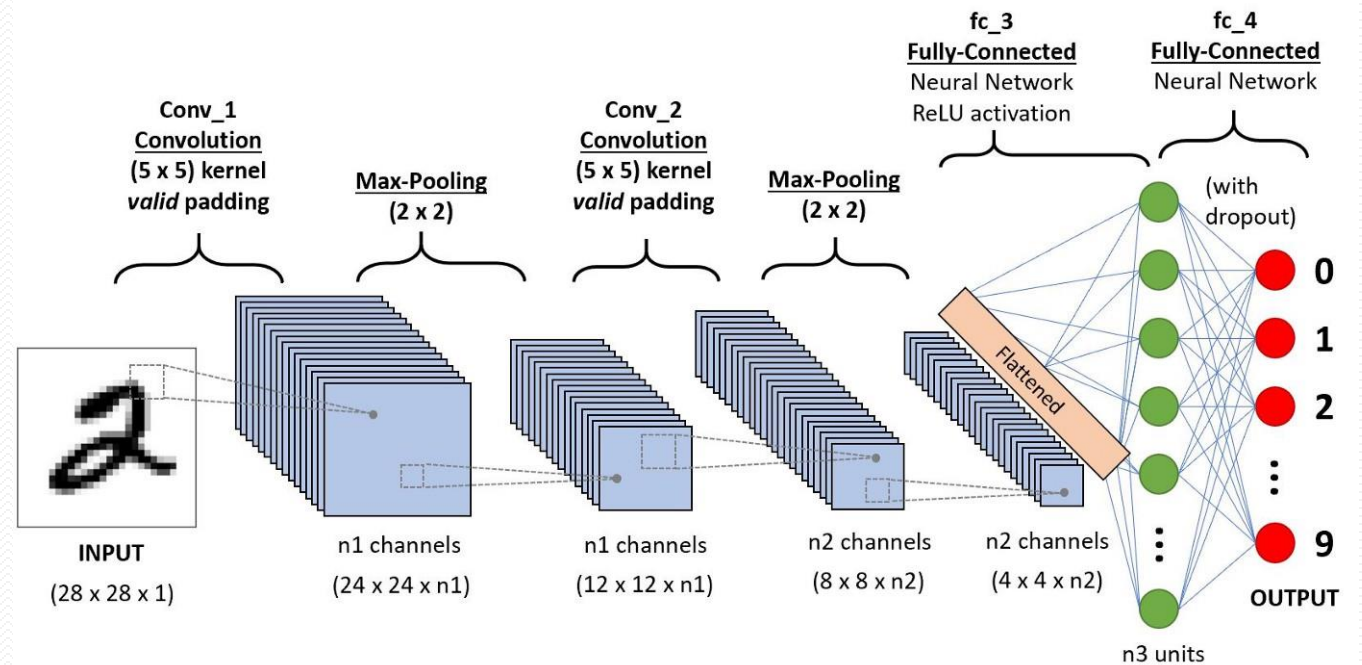 Conv_1
Convolution
(5 x 5) kernel
valid padding
Max-Pooling
(2 x 2)
Conv_2
Convolution
(5 x 5) kernel
valid padding
Max-Pooling
(2 x 2)
fc_3
Fully-Connected
Neural Network
ReLU activation
fc_4
Fully-Connected
Neural Network
(with
dropout)
Flattened
0
1
2
9
OUTPUT
INPUT
(28 x 28 x 1)
n1 channels
(24 x 24 x n1)
n1 channels
(12 x 12 x n1)
n2 channels
(8 x 8 x n2)
n2 channels
(4 x 4 x n2)
n3 units
2